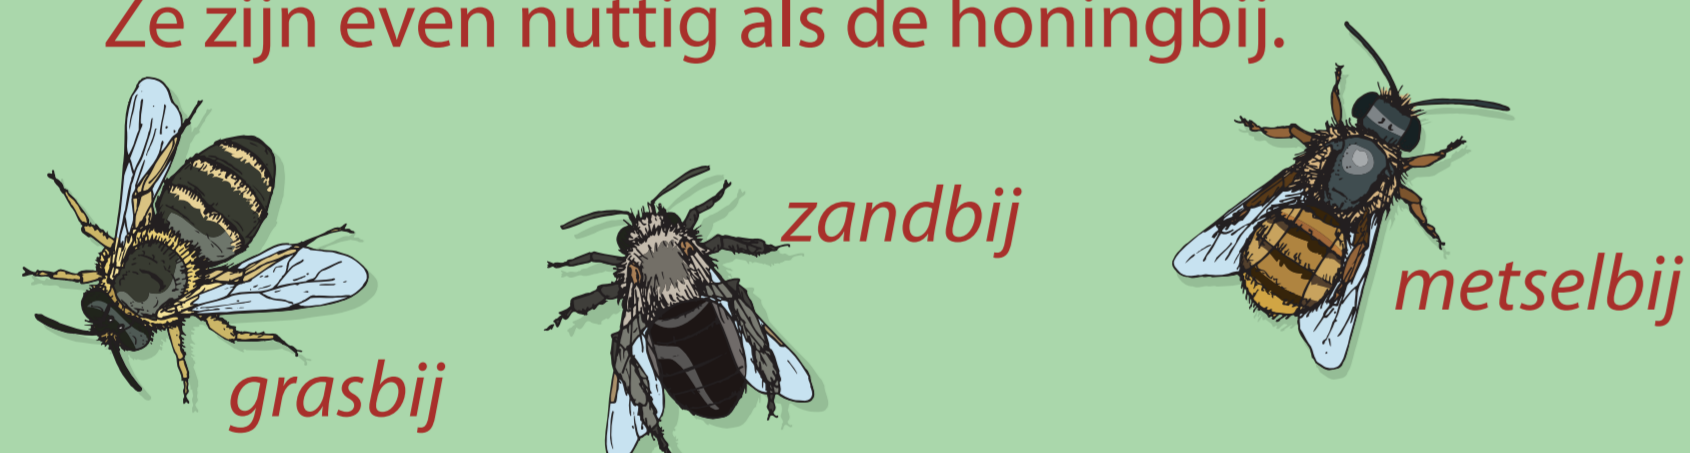 Ze zijn even nuttig als de honingbij.
zandbij
metselbij
grasbij